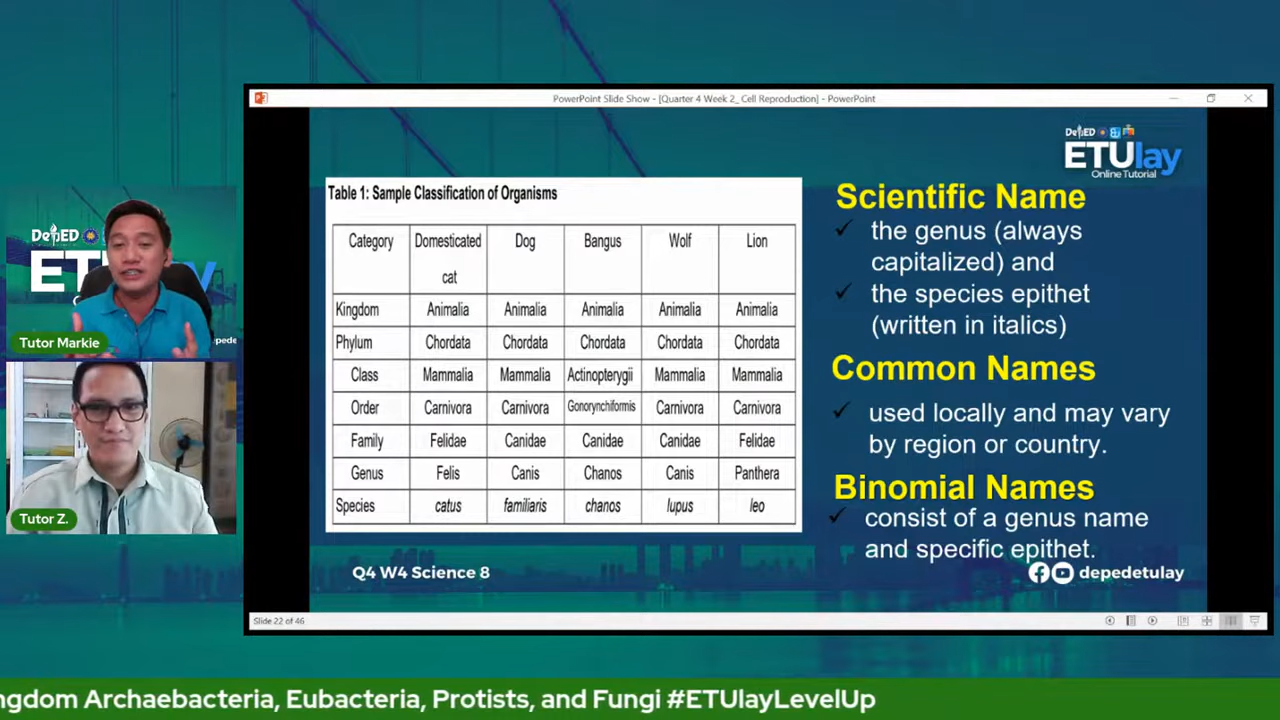 PowerPoint Slide Show - [Quarter 4 Week 2_ Cell Reproduction] - PowerPoint
DepED
ETUlay
Online Tutorial
Table 1: Sample Classification of Organisms
Category Domesticated cat Dog Bangus Wolf Lion
Kingdom Animalia Animalia Animalia Animalia Animalia
Phylum Chordata Chordata Chordata Chordata Chordata
Class Mammalia Mammalia Actinopterygii Mammalia Mammalia
Order Carnivora Carnivora Gonorynchiformis Carnivora Carnivora
Family Felidae Canidae Canidae Canidae Felidae
Genus Felis Canis Chanos Canis Panthera
Species catus familiaris chanos lupus leo
Scientific Name
the genus (always
capitalized) and
the species epithet
(written in italics)
Common Names
used locally and may vary
by region or country.
Binomial Names
consist of a genus name
and specific epithet.
Q4 W4 Science 8
depedetulay
Slide 22 of 46
DepED
Tutor Markie
Tutor Z.
ngdom Archaebacteria, Eubacteria, Protists, and Fungi #ETUlayLevelUp